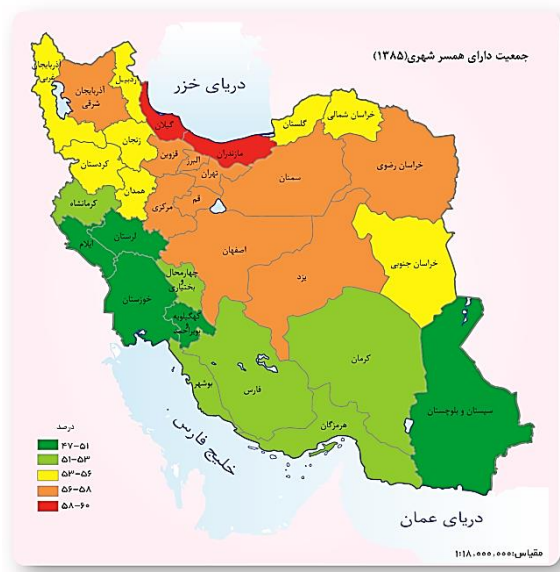 جمعیت دارای همسر شهری(۱۳۸۵)
دریای خزر
آذربایجان
غربی
آذربایجان
شرقی
اردبیل
گیلان
مازندران
گلستان
خراسان شمالی
خراسان رضوی
زنجان
قزوین
البرز
تهران
سمنان
کردستان
همدان
مرکزی
قم
کرمانشاه
لرستان
ایلام
اصفهان
یزد
خراسان جنوبی
چهارمحال
و
بختیاری
خوزستان
کهگیلویه
و
بویراحمد
کرمان
فارس
بوشهر
هرمزگان
سیستان و بلوچستان
خلیج فارس
دریای عمان
درصد
۴۷-۵۱
۵۱-۵۳
۵۳-۵۶
۵۶-۵۸
۵۸-۶۰
مقیاس:۱:۱۸,۰۰۰,۰۰۰